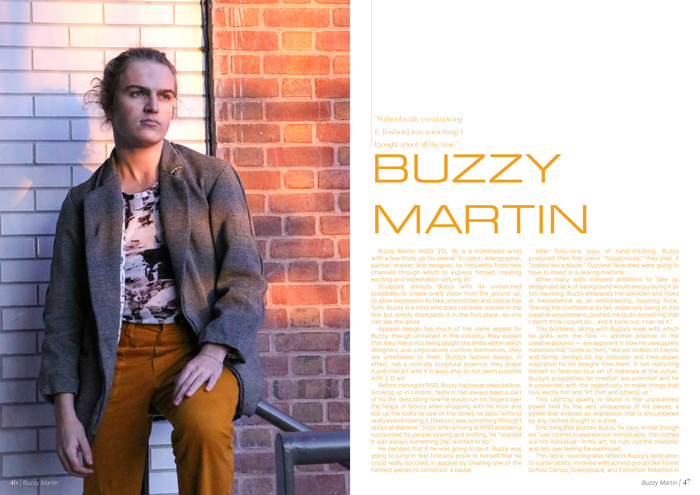 "Without really even knowing
it, [fashion] was something I
thought about all the time."
BUZZY
MARTIN
Buzzy Martin (RISD '25), 18, is a multimedia artist
with a few tricks up his sleeve. Sculptor, videographer,
painter, drawer, and designer, he frequently finds new
channels through which to express himself, creating
exciting and expectation-defying art.
Sculpture attracts Buzzy with its unmatched
possibility to create one's vision from the ground up,
to allow expression to take unrestricted and interactive
form. Buzzy is a mind who does not think outside of the
box but simply disregards it in the first place, as one
can see the allure.
Apparel design has much of the same appeal for
Buzzy: though untrained in the industry, they explain
that they feel in not being taught the limits within which
designers and corporations confine themselves, they
are untethered to them. Buzzy's fashion design, in
effect, has a centrally sculptural essence; they shape
it and interact with it in ways that do not seem possible
with 2-D art.
Before coming to RISD, Buzzy had never sewn before.
Growing up in London, fashion had always been a part
of his life; describing how he would run his fingers over
the heaps of fabrics when shopping with his mom and
sop up the looks he saw on the street, he says "without
really even knowing it, [fashion] was something I thought
about all the time." Soon after arriving at RISD and being
surrounded by people sewing and knitting, he "realized
it was always something [he] wanted to do."
He decided that if he was going to do it, Buzzy was
going to jump in feet first and prove to himself that he
could really succeed in apparel by creating one of the
hardest pieces to construct: a blazer.
After forty-nine days of hand-stitching, Buzzy
produced their first piece. "Suspiciously," they joke, it
"looked like a blazer." Success! Now they were going to
have to invest in a sewing machine...
While many with mirrored ambitions to take up
design and lack of background would see pursuing it as
too daunting, Buzzy embraces the unknown and looks
at inexperience as an emboldening, inspiring force.
"Having the confidence to fail, especially being in this
creative environment, pushed me to do something that
I didn't think I could do... and it turns out, I can do it."
This boldness, along with Buzzy's ease with which
he goes with the flow — another positive in the
creative process — are apparent in how he uses purely
materials that "come to [him]," like old clothes of friends
and family (except for zip closures) and then draws
inspiration for his designs from them. In not restricting
himself to form nor to a set of materials at the outset,
Buzzy's possibilities for creation are unlimited and he
is presented with the opportunity to make things that
truly excite him and "lift [him and others] up."
This uplifting quality is found in the unparalleled
power held by the very uniqueness of his pieces, a
power that enables an expression that is encountered
by any clothes bought in a store.
One thing that puzzles Buzzy, he says, is that though
we "use clothes to express our individuality, the clothes
are not individual." In his art, he cuts out the mediator
and lets raw feeling be expressed.
This fabric-sourcing also reflects Buzzy's dedication
to sustainability. Involved with activist groups like Forest
School Camps, Greenpeace, and Extinction Rebellion in
46 | Buzzy Martin
Buzzy Martin | 47